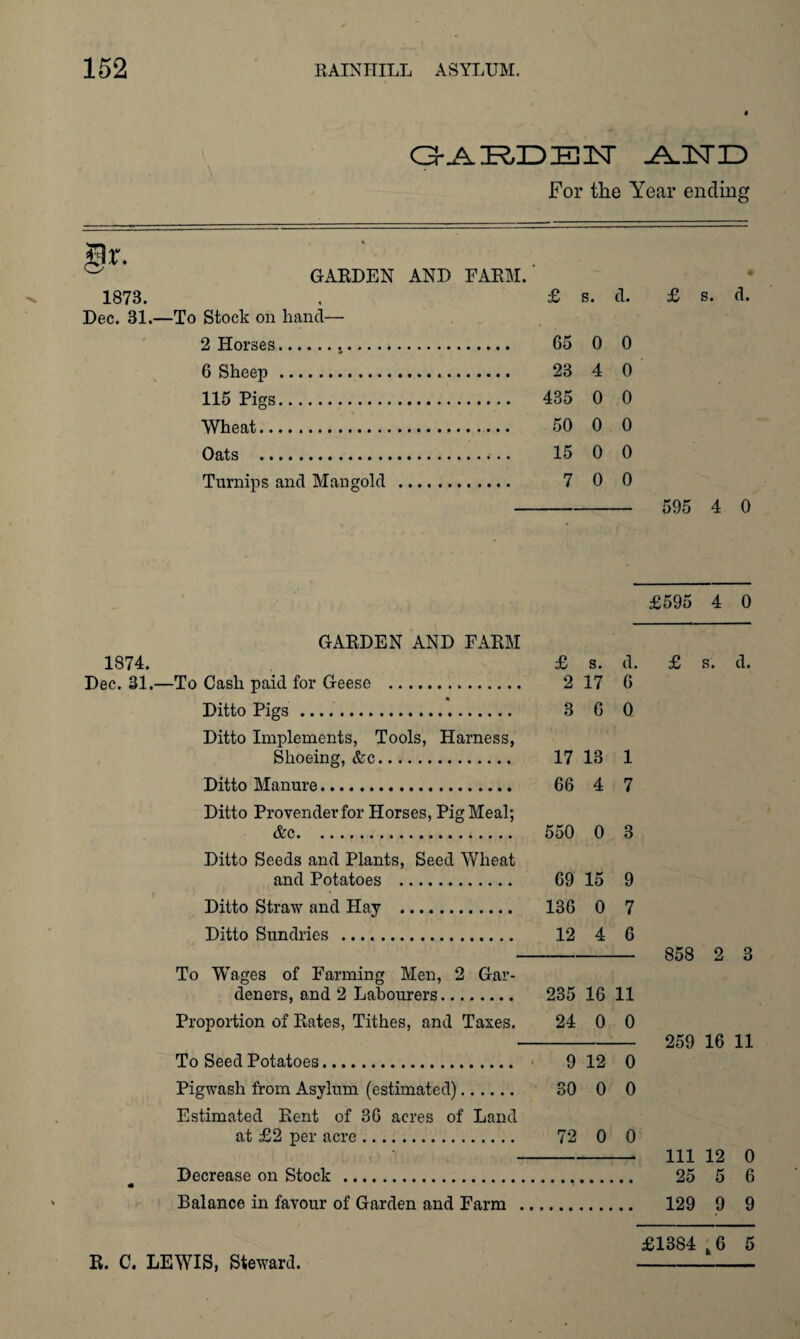 152 RAINHILL ASYLUM.
GARDEN AND
For the Year ending
Dr.
GARDEN AND FARM.
1873. £ s. d. £ s. d.
Dec. 31.—To Stock on hand—
2 Horses.................... 65 0 0
6 Sheep .................... 23 4 0
115 Pigs.................... 435 0 0
Wheat.................... 50 0 0
Oats .................... 15 0 0
Turnips and Mangold ............ 7 0 0
595 4 0
£595 4 0
GARDEN AND FARM
1874. £ s. d. £ s. d.
Dec. 31.—To Cash paid for Geese .............. 2 17 6
Ditto Pigs .................... 3 6 0
Ditto Implements, Tools, Harness,
Shoeing, &c............... 17 13 1
Ditto Manure.................... 66 4 7
Ditto Provender for Horses, Pig Meal;
&c. .................... 550 0 3
Ditto Seeds and Plants, Seed Wheat
and Potatoes ............ 69 15 9
Ditto Straw and Hay ............ 136 0 7
Ditto Sundries .................. 12 4 6
858 2 3
To Wages of Farming Men, 2 Gar-
deners, and 2 Labourers........ 235 16 11
Proportion of Rates, Tithes, and Taxes. 24 0 0
259 16 11
To Seed Potatoes.................... 9 12 0
Pigwash from Asylum (estimated)...... 30 0 0
Estimated Rent of 36 acres of Land
at £2 per acre................ 72 0 0
111 12 0
Decrease on Stock ............................ 25 5 6
Balance in favour of Garden and Farm ............ 129 9 9
£1384 6 5
R. C. LEWIS, Steward.